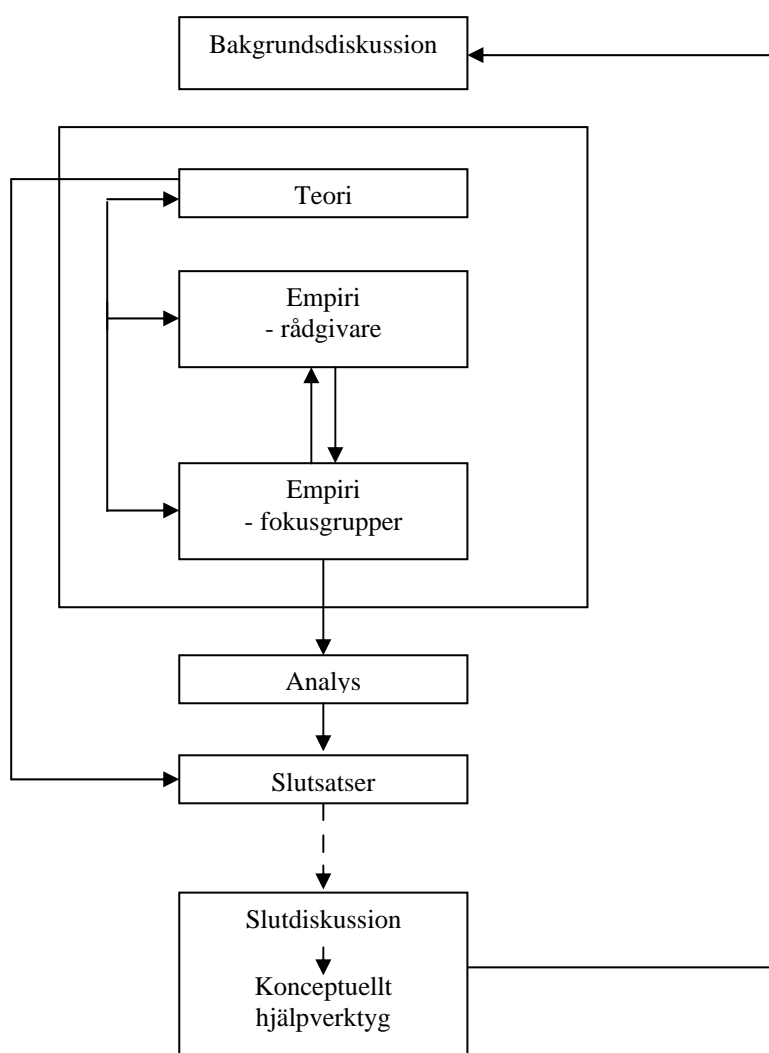 Bakgrundsdiskussion
Teori
Empiri
- rådgivare
Empiri
- fokusgrupper
Analys
Slutsatser
Slutdiskussion
Konceptuellt
hjälpverktyg